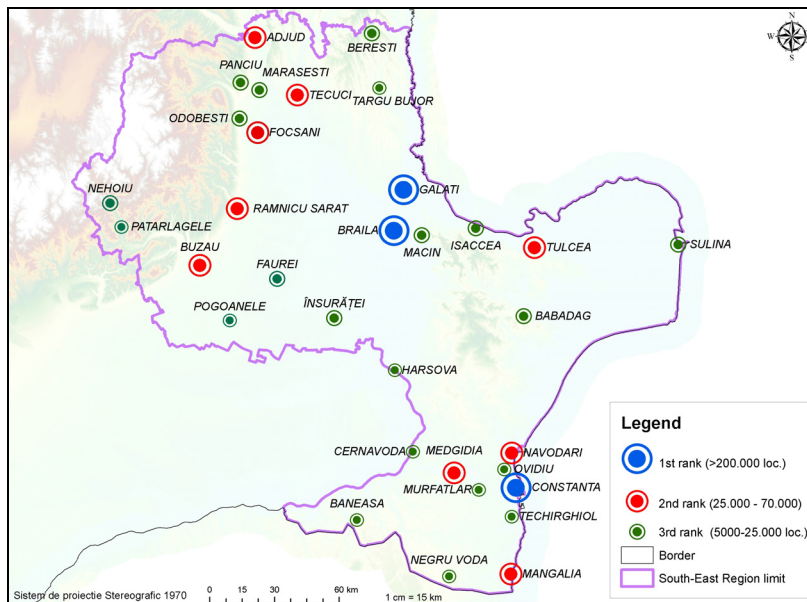 N
W
E
S
ADJUD
BERESTI
PANCIU
MARASESTI
TECUCI
TARGU BUJOR
ODOBESTI
FOCSANI
NEHOIU
GALATI
RAMNICU SARAT
PATARLAGELE
BRAILA
MACIN
ISACCEA
TULCEA
SULINA
BUZAU
FAUREI
POGOANELE
ÎNSURĂȚEI
BABADAG
HARSOVA
CERNAVODA
MEDGIDIA
NAVODARI
OVIDIU
MURFATLAR
CONSTANTA
BANEASA
TECHIRGHIOL
NEGRU VODA
MANGALIA
Legend
1st rank (>200.000 loc.)
2nd rank (25.000 - 70.000)
3rd rank (5000-25.000 loc.)
Border
South-East Region limit
Sistem de proiectie Stereografic 1970
0 15 30 60 km
1 cm = 15 km